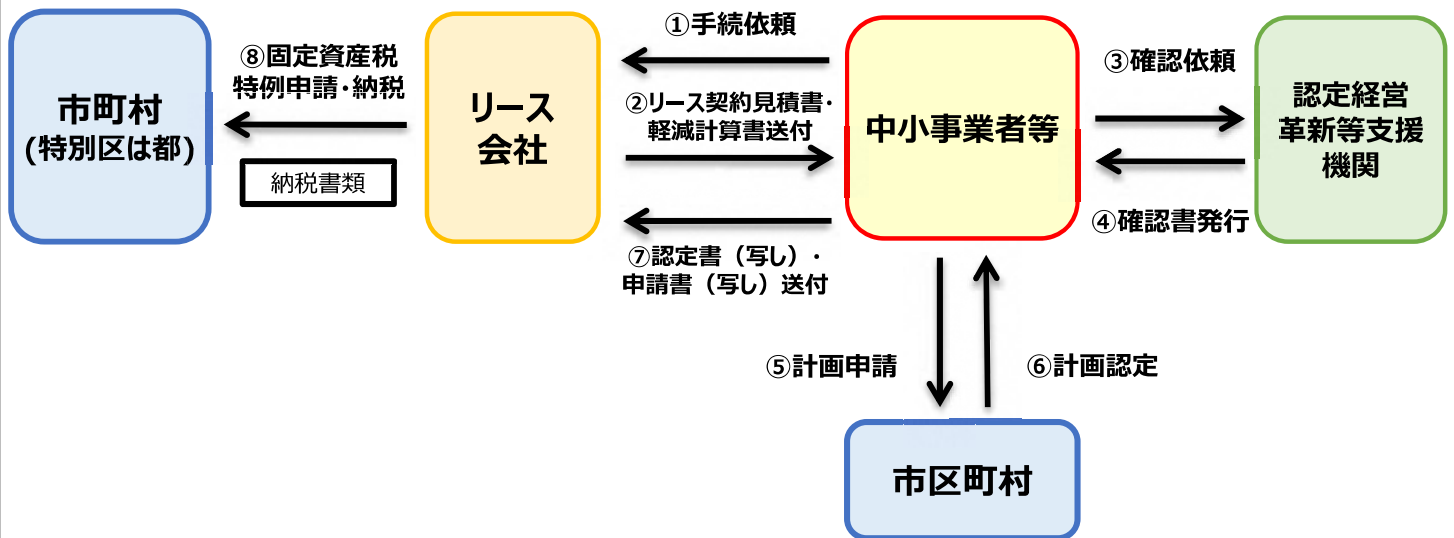 市町村
(特別区は都)
⑧固定資産税
特例申請・納税
納税書類
リース
会社
①手続依頼
②リース契約見積書・
軽減計算書送付
⑦認定書（写し）・
申請書（写し）送付
中小事業者等
③確認依頼
④確認書発行
認定経営
革新等支援
機関
⑤計画申請
⑥計画認定
市区町村